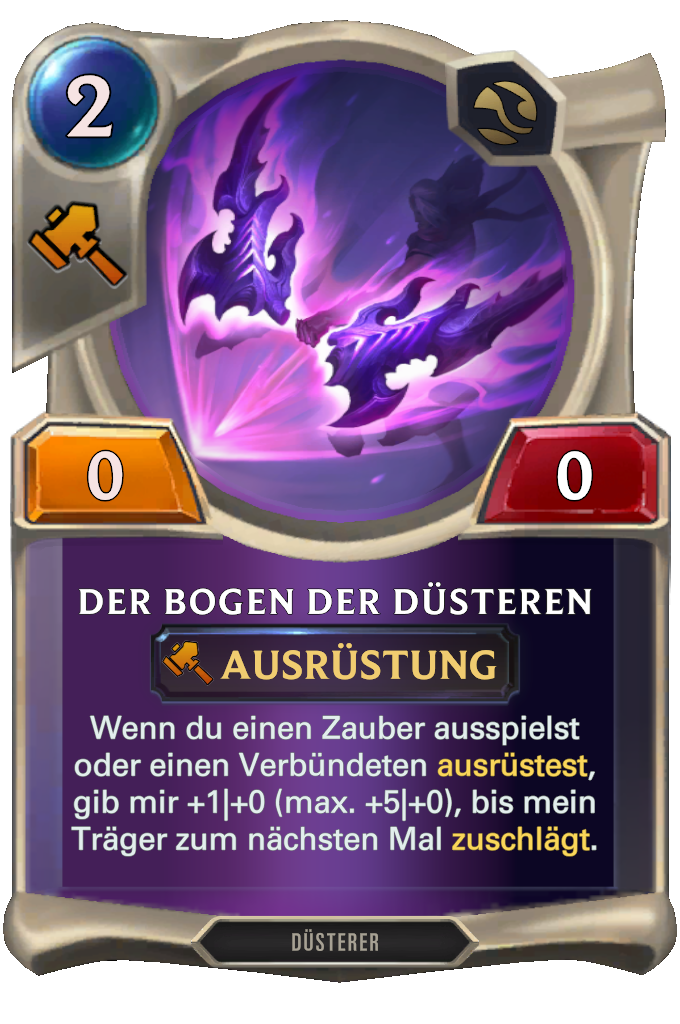 2
0
0
DER BOGEN DER DÜSTEREN
AUSRÜSTUNG
Wenn du einen Zauber ausspielst
oder einen Verbündeten ausrüstest,
gib mir +1|+0 (max. +5|+0), bis mein
Träger zum nächsten Mal zuschlägt.
DÜSTERER